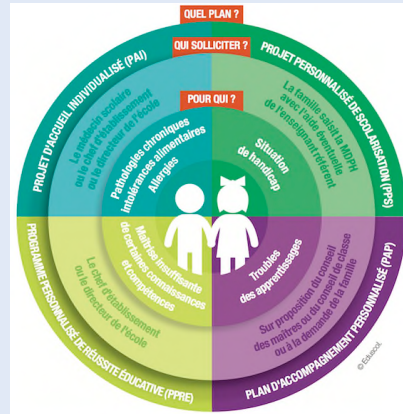 QUEL PLAN ?
QUI SOLLICITER ?
POUR QUI ?
PROJET D'ACCUEIL INDIVIDUALISÉ (PAI)
Le médecin scolaire
ou le chef d'établissement
ou le directeur de l'école
Pathologies chroniques
Intolérances alimentaires
Allergies
PROJET PERSONNALISÉ DE SCOLARISATION (PPS)
La famille saisit la MDPH
avec l'aide éventuelle
de l'enseignant référent
Situation
de handicap
PROGRAMME PERSONNALISÉ DE RÉUSSITE ÉDUCATIVE (PPRE)
Le chef d'établissement
ou le directeur de l'école
Maîtrise insuffisante
de certaines connaissances
et compétences
PLAN D'ACCOMPAGNEMENT PERSONNALISÉ (PAP)
Sur proposition du conseil
des maîtres ou du conseil de classe
ou à la demande de la famille
Troubles
des apprentissages
© Eduscol